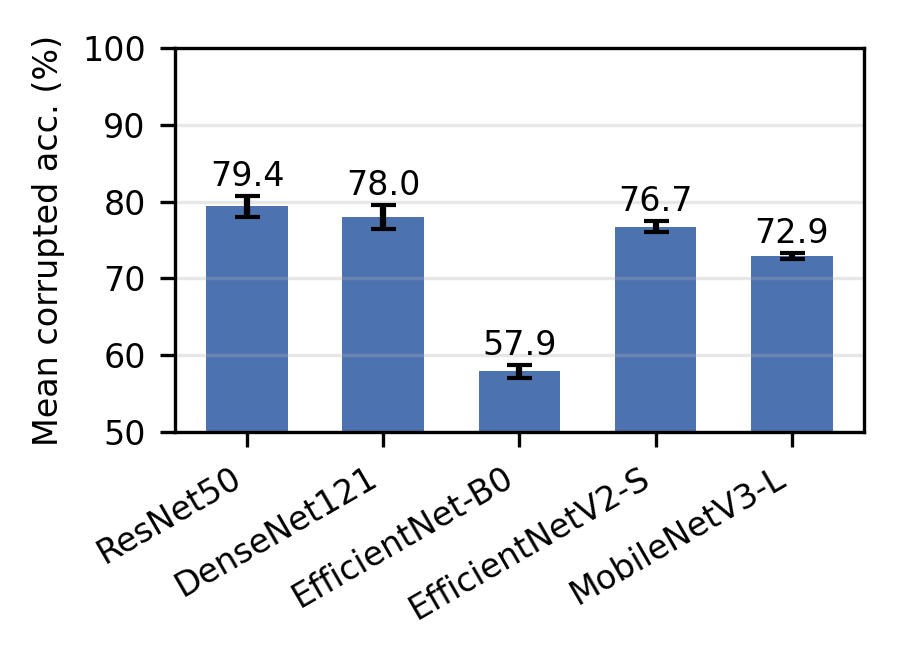 Mean corrupted acc. (%)
100
90
80
70
60
50
79.4
78.0
57.9
76.7
72.9
ResNet50
DenseNet121
EfficientNet-B0
EfficientNetV2-S
MobileNetV3-L